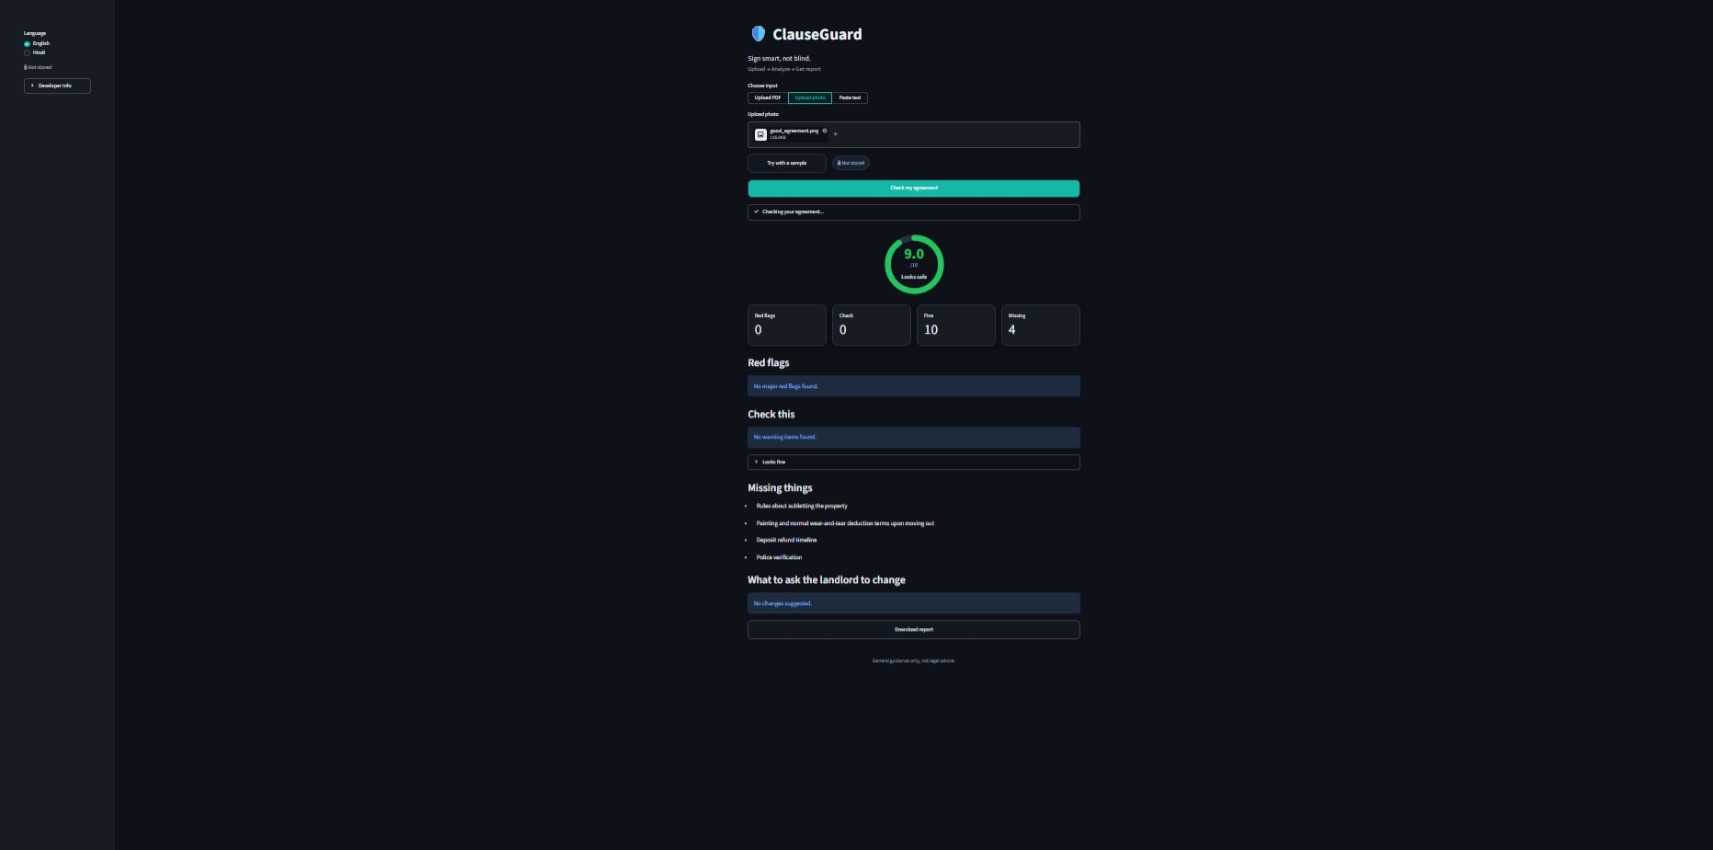 Language
English
Hindi
Not stored
Developer Info
ClauseGuard
Sign smart, not blind.
Upload → Analyze → Get report
Choose input
Upload PDF
Upload photo
Paste text
Upload photo
good_agreement.png
Try with a sample
Not stored
Check my agreement
Checking your agreement...
9.0
/10
Looks safe
Red flags
Check
Fine
Missing
0
0
10
4
Red flags
No major red flags found.
Check this
No warning items found.
Looks fine
Missing things
• Rules about subletting the property
• Painting and normal wear-and-tear deduction terms upon moving out
• Deposit refund timeline
• Police verification
What to ask the landlord to change
No changes suggested.
Download report
General guidance only, not legal advice.